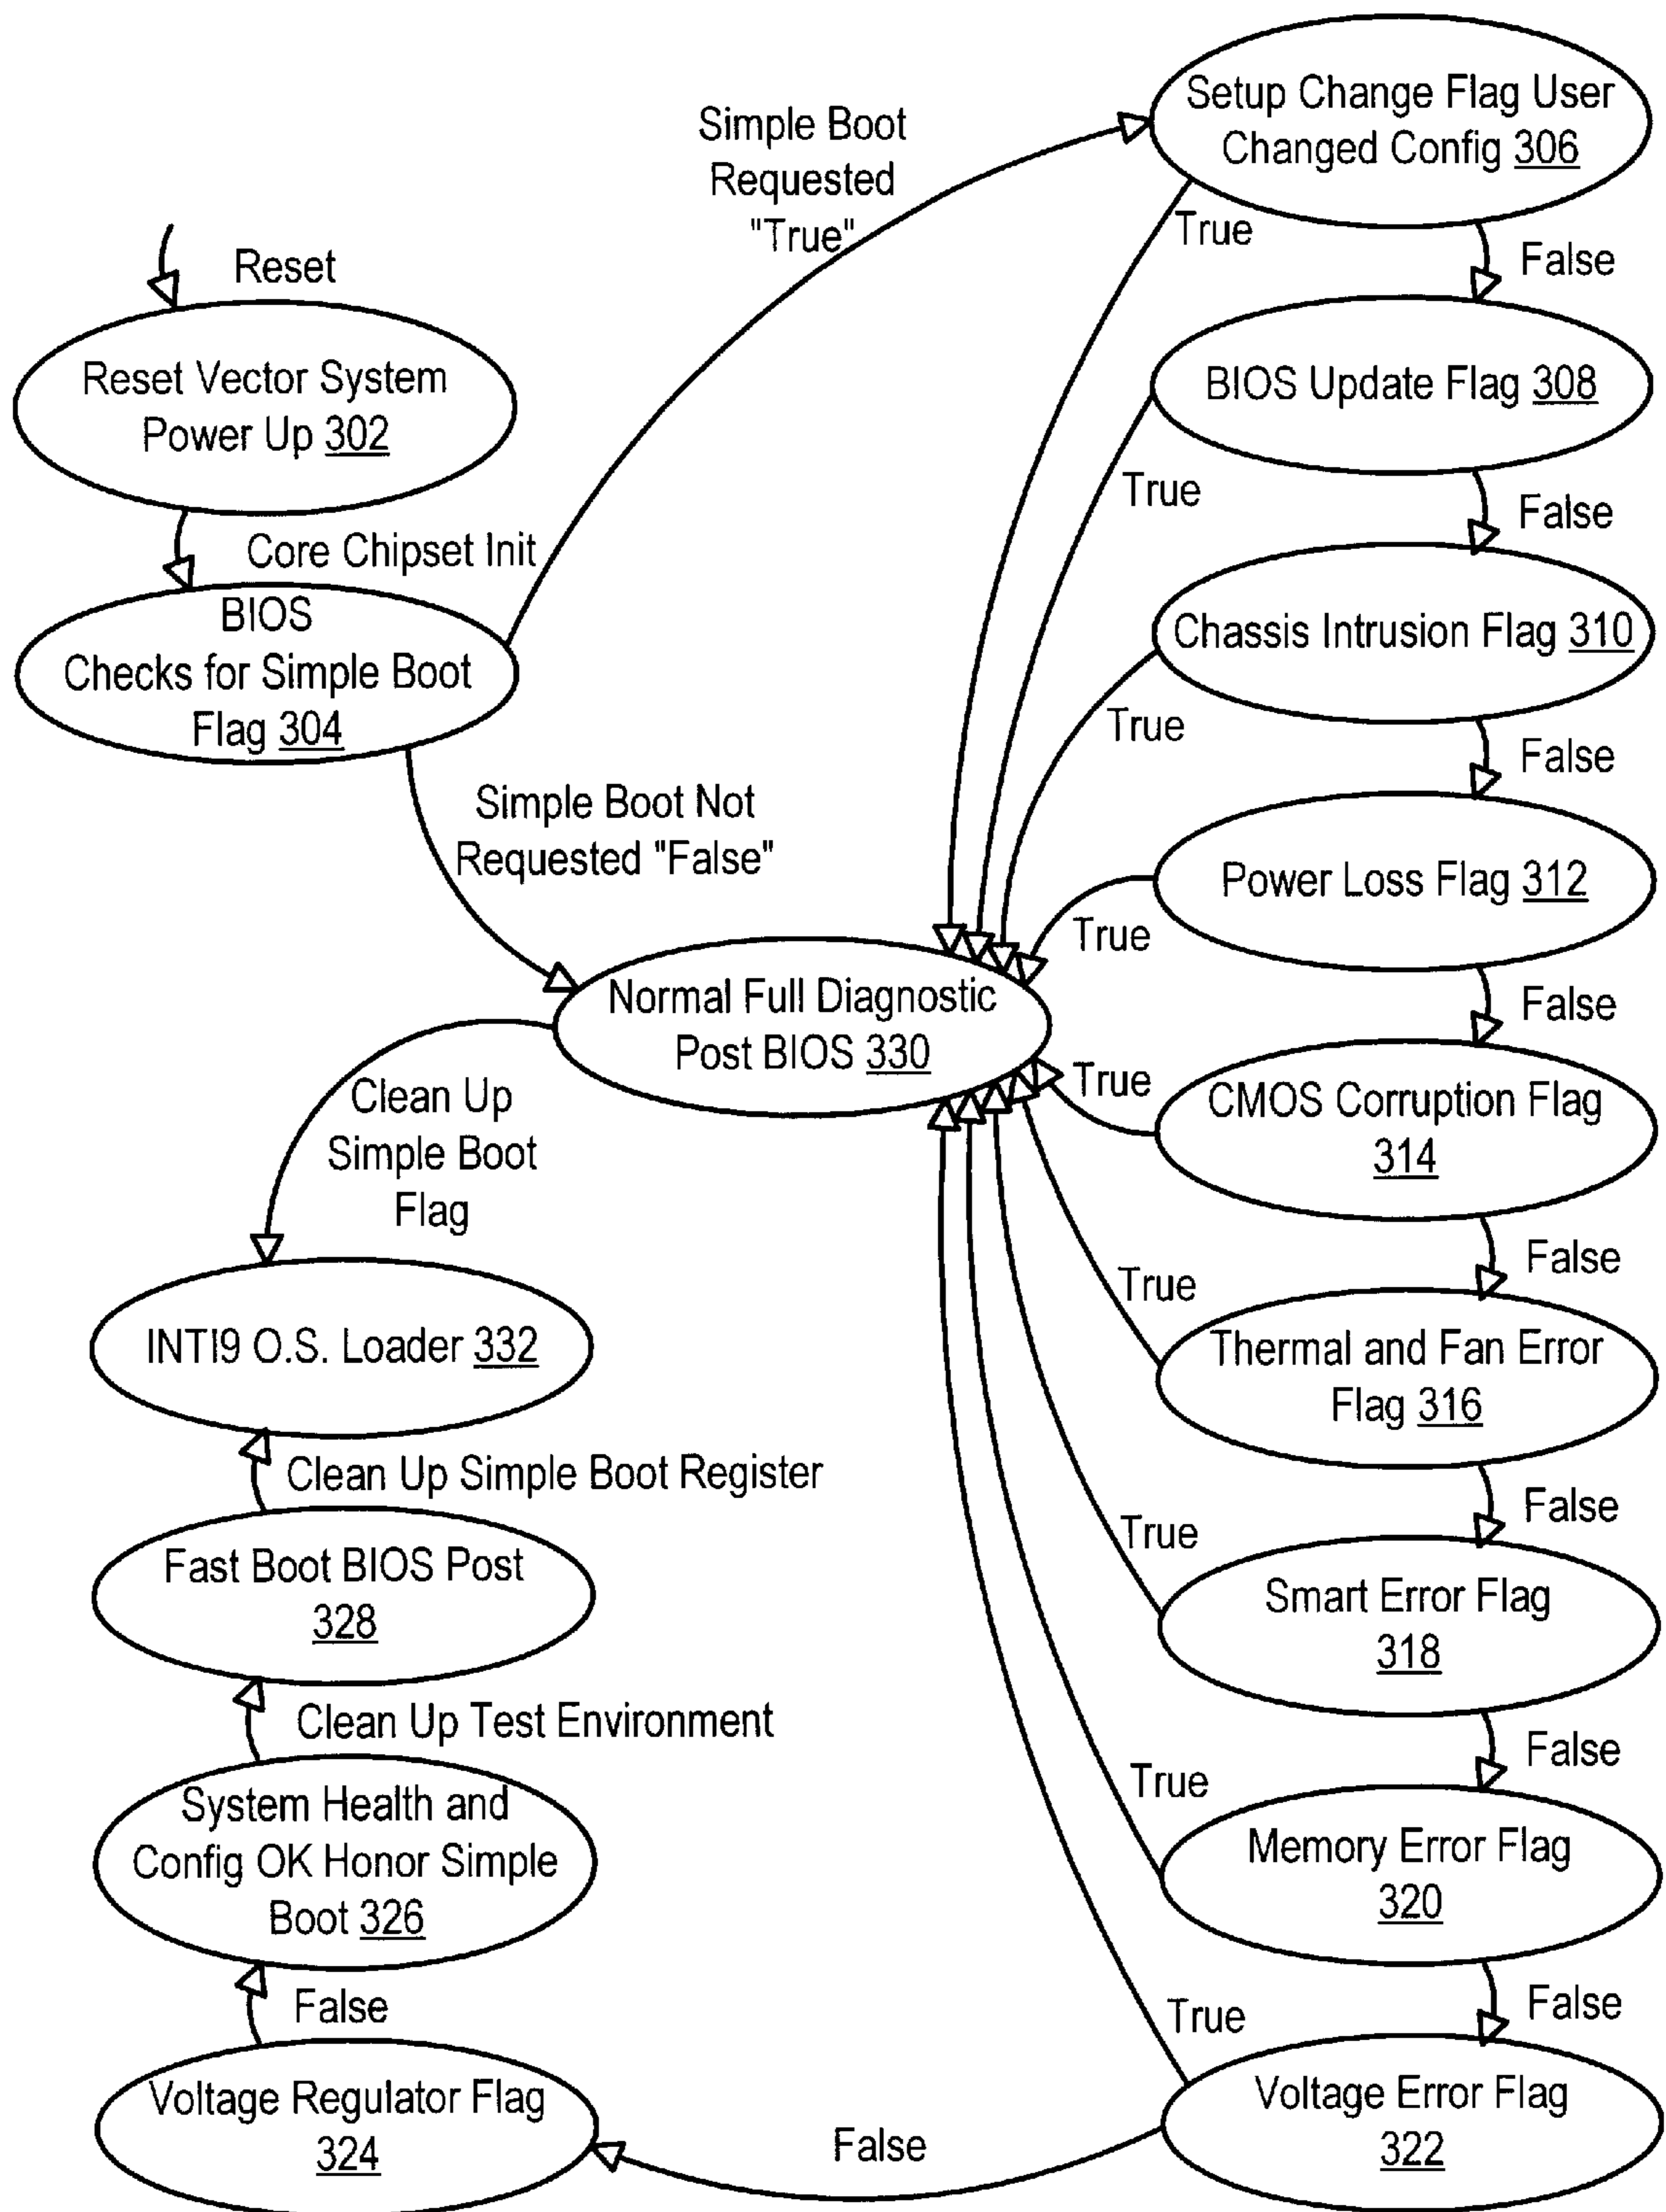 Reset
Reset Vector System
Power Up 302
Core Chipset Init
BIOS
Checks for Simple Boot
Flag 304
Simple Boot
Requested
"True"
Simple Boot Not
Requested "False"
Setup Change Flag User
Changed Config 306
True
False
BIOS Update Flag 308
True
False
Chassis Intrusion Flag 310
True
False
Power Loss Flag 312
True
False
CMOS Corruption Flag
314
True
False
Thermal and Fan Error
Flag 316
True
False
Smart Error Flag
318
True
False
Memory Error Flag
320
True
False
Voltage Error Flag
322
True
False
Voltage Regulator Flag
324
False
System Health and
Config OK Honor Simple
Boot 326
Clean Up Test Environment
Fast Boot BIOS Post
328
Clean Up Simple Boot Register
INTI9 O.S. Loader 332
Clean Up
Simple Boot
Flag
Normal Full Diagnostic
Post BIOS 330